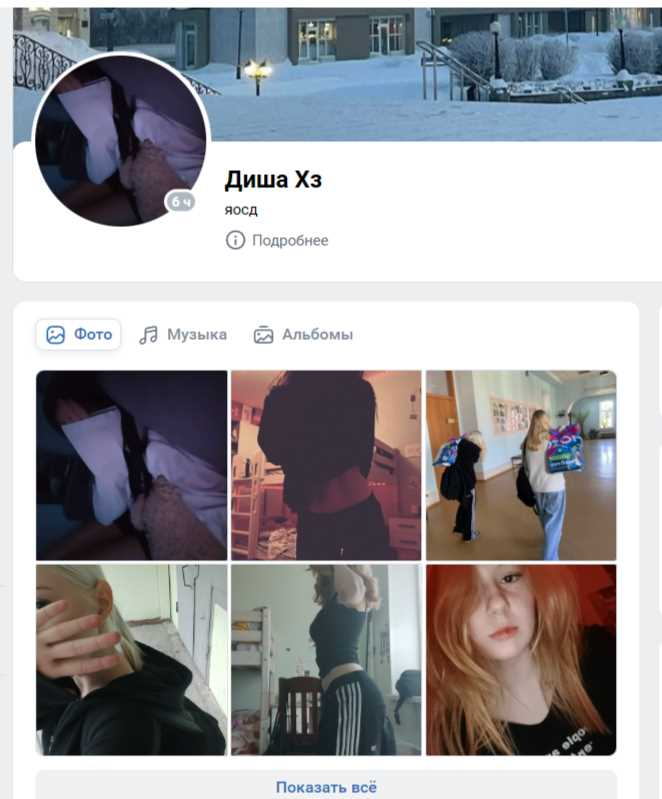 6 ч
Диша Хз
яосд
Подробнее
Фото
Музыка
Альбомы
Показать всё